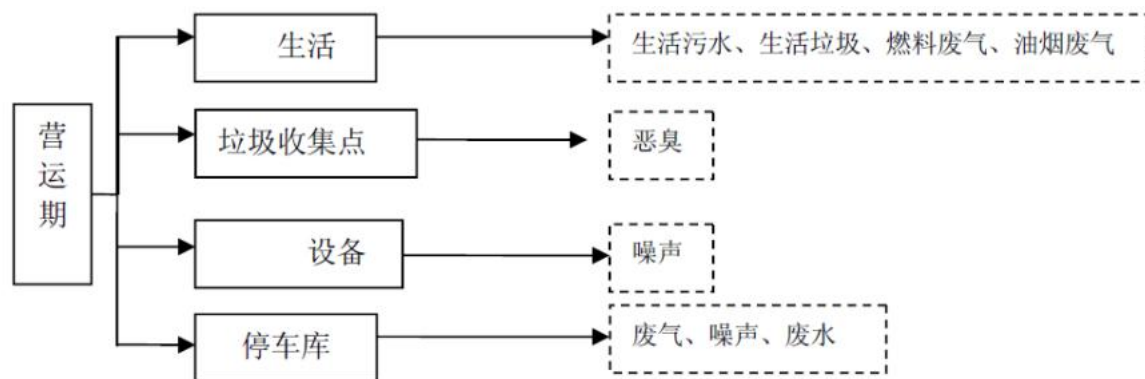 营运期
生活
生活污水、生活垃圾、燃料废气、油烟废气
垃圾收集点
恶臭
设备
噪声
停车库
废气、噪声、废水